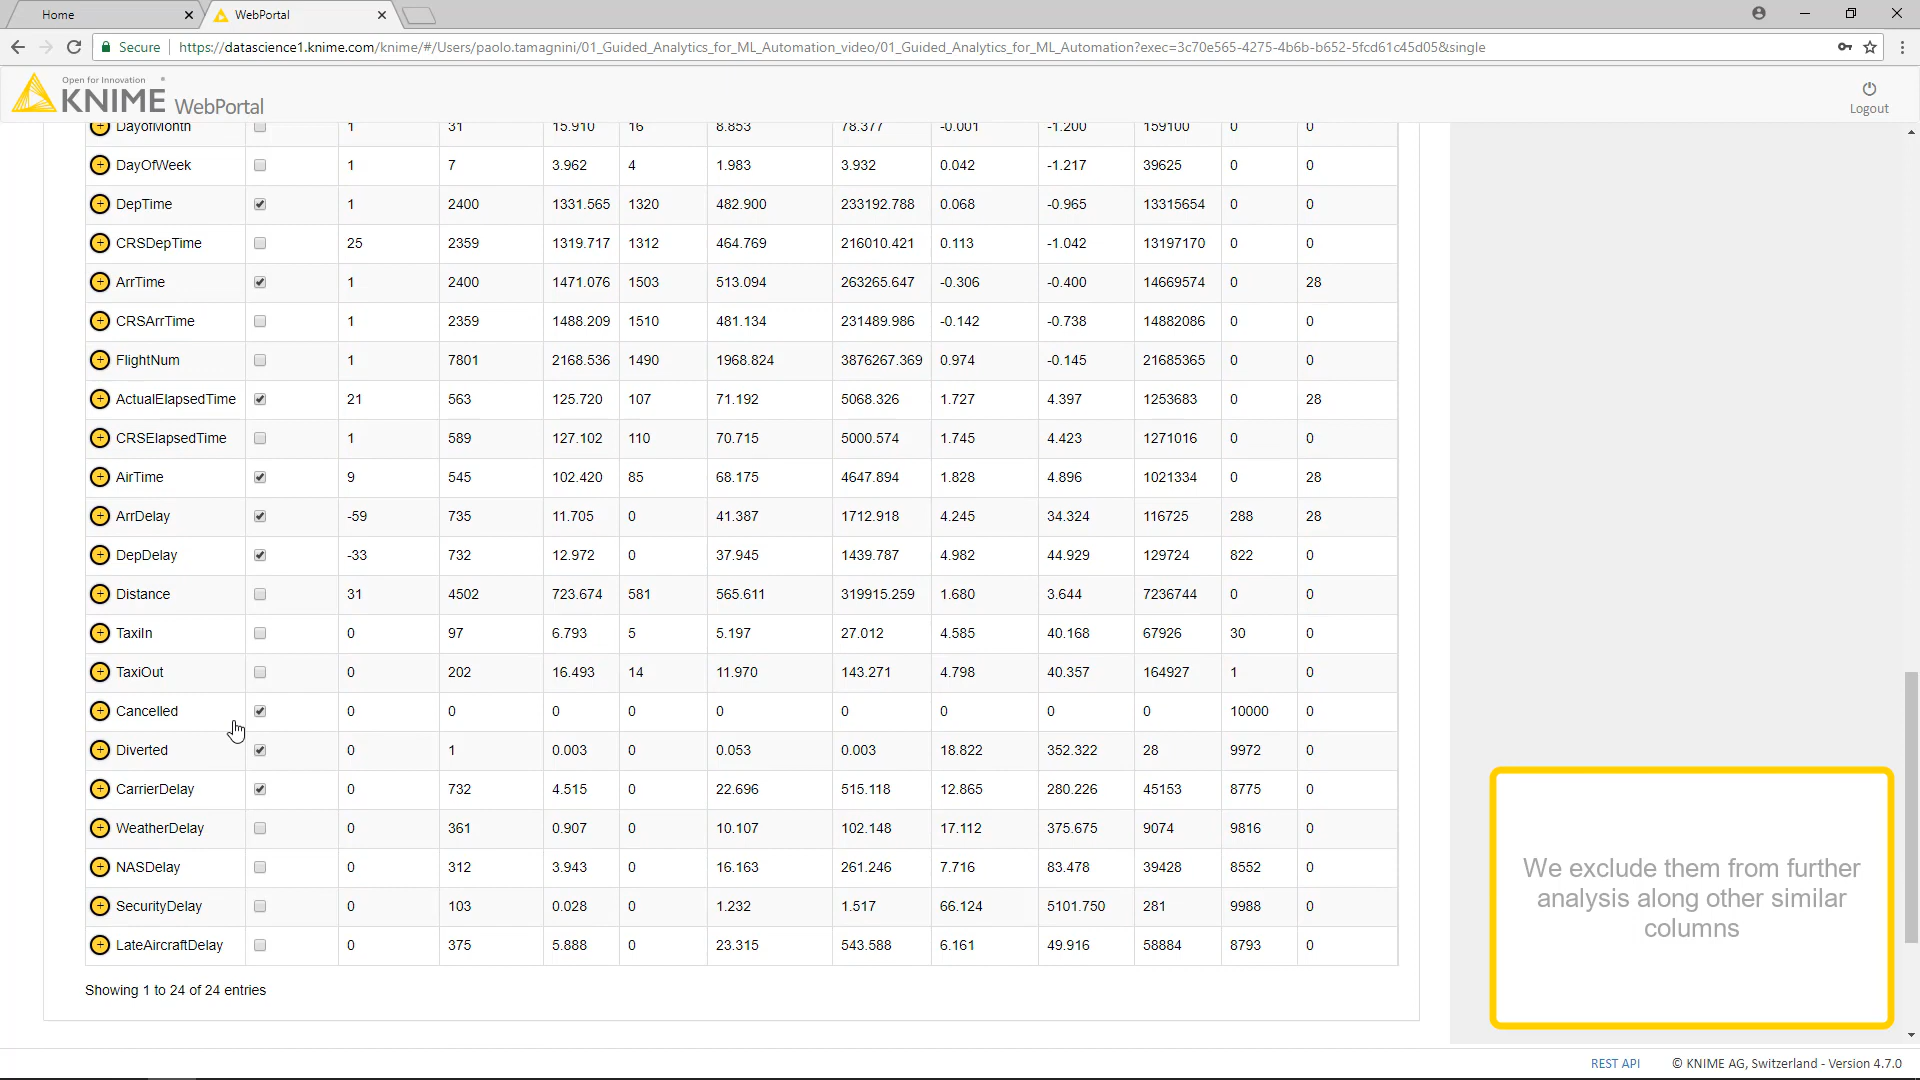 Home
WebPortal
Secure https://datascience1.knime.com/knime/#/Users/paolo.tamagnini/01_Guided_Analytics_for_ML_Automation_video/01_Guided_Analytics_for_ML_Automation?exec=3c70e565-4275-4b6b-b652-5fcd61c45d05&single
Open for Innovation
KNIME WebPortal
Logout
DayofMonth 1 31 15.910 16 8.853 78.377 -0.001 -1.200 159100 0 0
DayOfWeek 1 7 3.962 4 1.983 3.932 0.042 -1.217 39625 0 0
DepTime 1 2400 1331.565 1320 482.900 233192.788 0.068 -0.965 13315654 0 0
CRSDepTime 25 2359 1319.717 1312 464.769 216010.421 0.113 -1.042 13197170 0 0
ArrTime 1 2400 1471.076 1503 513.094 263265.647 -0.306 -0.400 14669574 0 28
CRSArrTime 1 2359 1488.209 1510 481.134 231489.986 -0.142 -0.738 14882086 0 0
FlightNum 1 7801 2168.536 1490 1968.824 3876267.369 0.974 -0.145 21685365 0 0
ActualElapsedTime 21 563 125.720 107 71.192 5068.326 1.727 4.397 1253683 0 28
CRSElapsedTime 1 589 127.102 110 70.715 5000.574 1.745 4.423 1271016 0 0
AirTime 9 545 102.420 85 68.175 4647.894 1.828 4.896 1021334 0 28
ArrDelay -59 735 11.705 0 41.387 1712.918 4.245 34.324 116725 288 28
DepDelay -33 732 12.972 0 37.945 1439.787 4.982 44.929 129724 822 0
Distance 31 4502 723.674 581 565.611 319915.259 1.680 3.644 7236744 0 0
TaxiIn 0 97 6.793 5 5.197 27.012 4.585 40.168 67926 30 0
TaxiOut 0 202 16.493 14 11.970 143.271 4.798 40.357 164927 1 0
Cancelled 0 0 0 0 0 0 0 0 0 10000 0
Diverted 0 1 0.003 0 0.053 0.003 18.822 352.322 28 9972 0
CarrierDelay 0 732 4.515 0 22.696 515.118 12.865 280.226 45153 8775 0
WeatherDelay 0 361 0.907 0 10.107 102.148 17.112 375.675 9074 9816 0
NASDelay 0 312 3.943 0 16.163 261.246 7.716 83.478 39428 8552 0
SecurityDelay 0 103 0.028 0 1.232 1.517 66.124 5101.750 281 9988 0
LateAircraftDelay 0 375 5.888 0 23.315 543.588 6.161 49.916 58884 8793 0
Showing 1 to 24 of 24 entries
We exclude them from further
analysis along other similar
columns
REST API © KNIME AG, Switzerland - Version 4.7.0